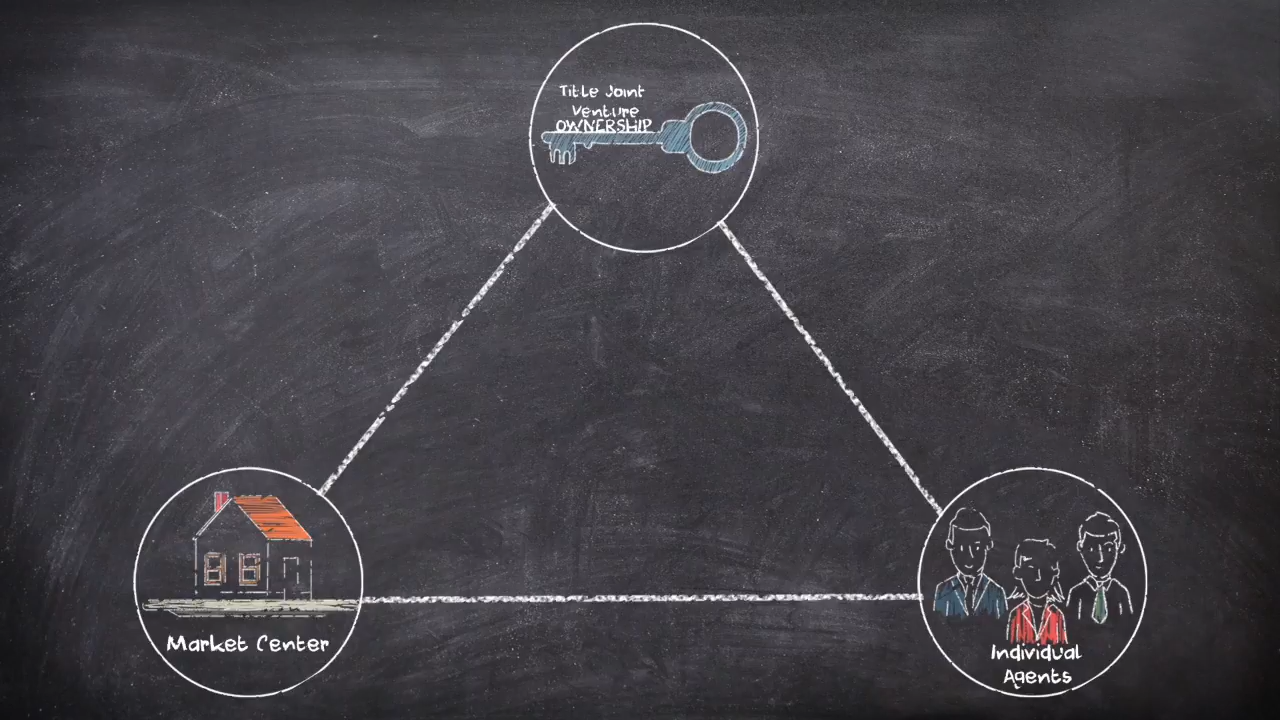 Title Joint
Venture
OWNERSHIP
Market Center
Individual
Agents